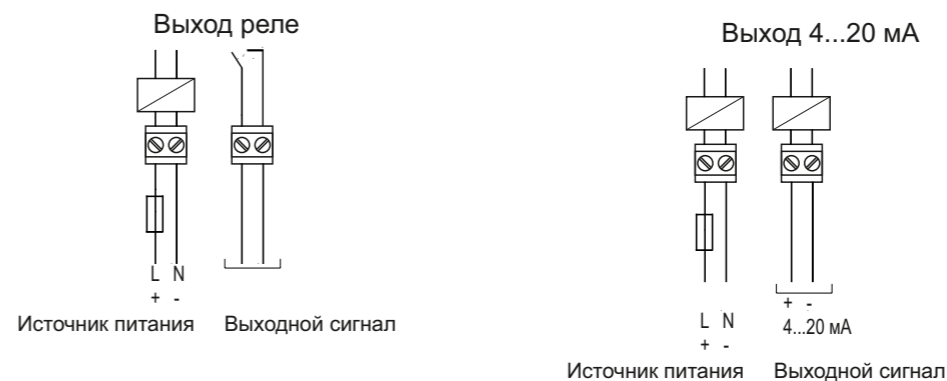 Выход реле
L N
+ -
Источник питания
Выходной сигнал
Выход 4...20 мА
L N
+ -
Источник питания
+ -
4...20 мА
Выходной сигнал